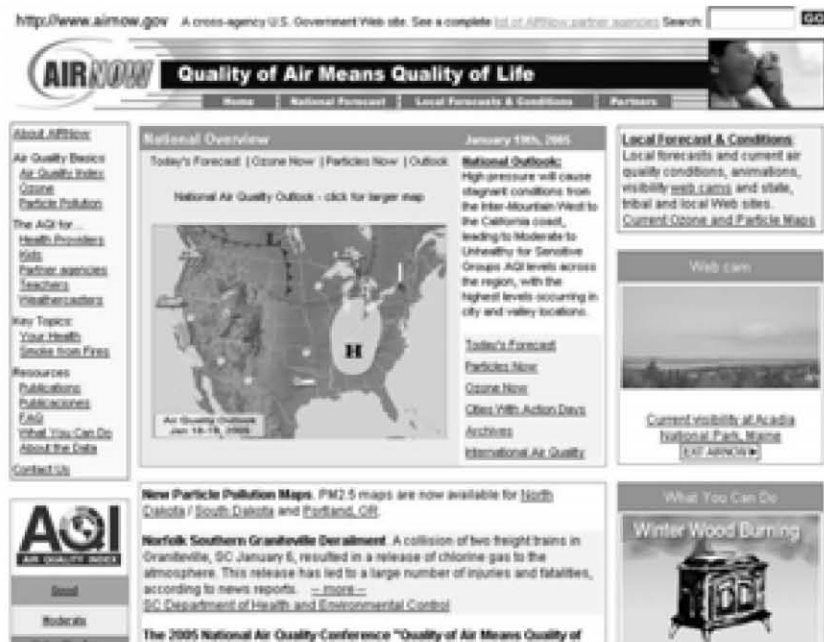 http://www.airnow.gov A cross-agency U.S. Government Web site. See a complete list of AIRNow partner agencies Search: GO
AIRNOW
Quality of Air Means Quality of Life
Home National Forecast Local Forecasts & Conditions Partners
About AIRNow
Air Quality Basics
Air Quality Index
Ozone
Particle Pollution
The AQI for...
Health Providers
Kids
Partner agencies
Teachers
Weathercasters
Key Topics:
Your Health
Smoke from Fires
Resources
Publications
Publicaciones
FAQ
What You Can Do
About the Data
Contact Us
AQI
AIR QUALITY INDEX
Good
Moderate
National Overview January 19th, 2005
Today's Forecast | Ozone Now | Particles Now | Outlook
National Air Quality Outlook - click for larger map
L
H
Air Quality Outlook
National Outlook:
High pressure will cause
stagnant conditions from
the Inter-Mountain West to
the California coast,
leading to Moderate to
Unhealthy for Sensitive
Groups AQI levels across
the region, with the
highest levels occurring in
city and valley locations.
Today's Forecast
Particles Now
Ozone Now
Cities With Action Days
Archives
International Air Quality
New Particle Pollution Maps. PM2.5 maps are now available for North
Dakota / South Dakota and Portland, OR.
Norfolk Southern Graniteville Derailment. A collision of two freight trains in
Graniteville, SC January 6, resulted in a release of chlorine gas to the
atmosphere. This release has led to a large number of injuries and fatalities,
according to news reports. -- more --
SC Department of Health and Environmental Control
The 2005 National Air Quality Conference "Quality of Air Means Quality of
Local Forecast & Conditions
Local forecasts and current air
quality conditions, animations,
visibility web cams and state,
tribal and local Web sites.
Current Ozone and Particle Maps
Web cam
Current visibility at Acadia
National Park, Maine
EXIT AIRNOW
What You Can Do
Winter Wood Burning